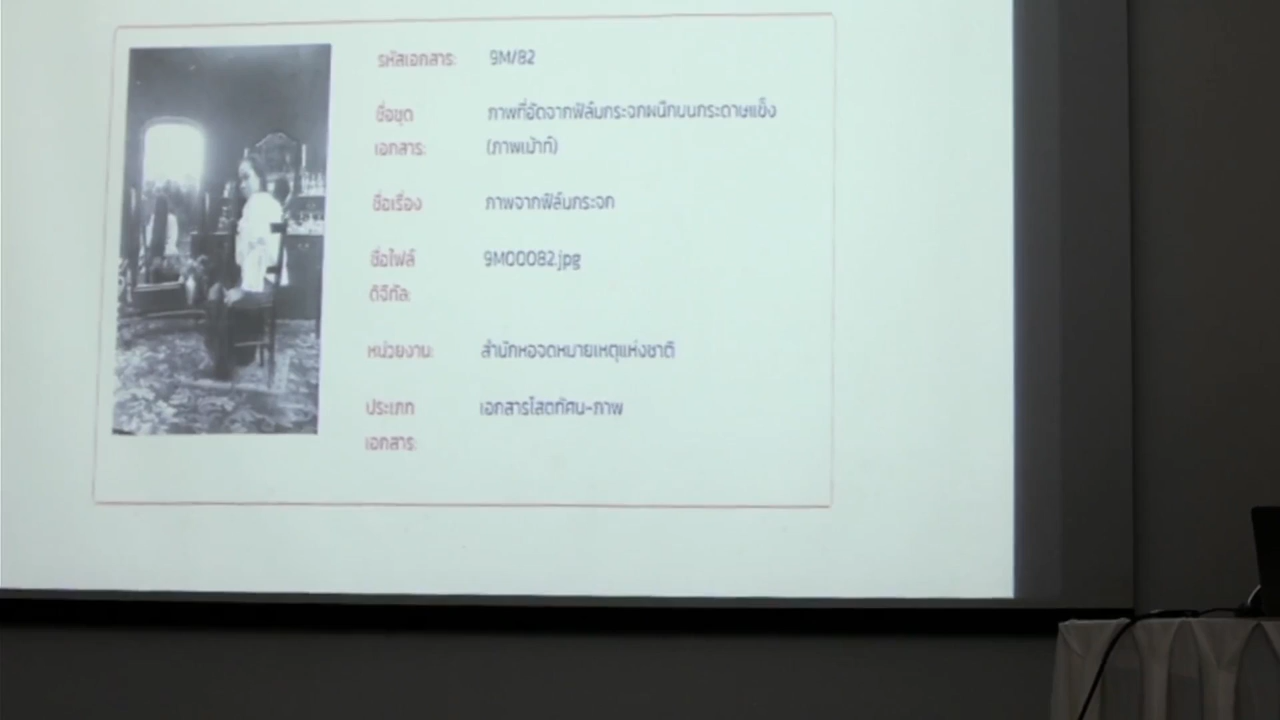 รหัสเอกสาร: 9M/82
ชื่อชุด ภาพที่อัดจากฟิล์มกระจกผนึกบนกระดาษแข็ง
เอกสาร: (ภาพเม้าท์)
ชื่อเรื่อง ภาพจากฟิล์มกระจก
ชื่อไฟล์ 9M00082.jpg
ดิจิทัล:
หน่วยงาน: สำนักหอจดหมายเหตุแห่งชาติ
ประเภท เอกสารโสตทัศน-ภาพ
เอกสาร: